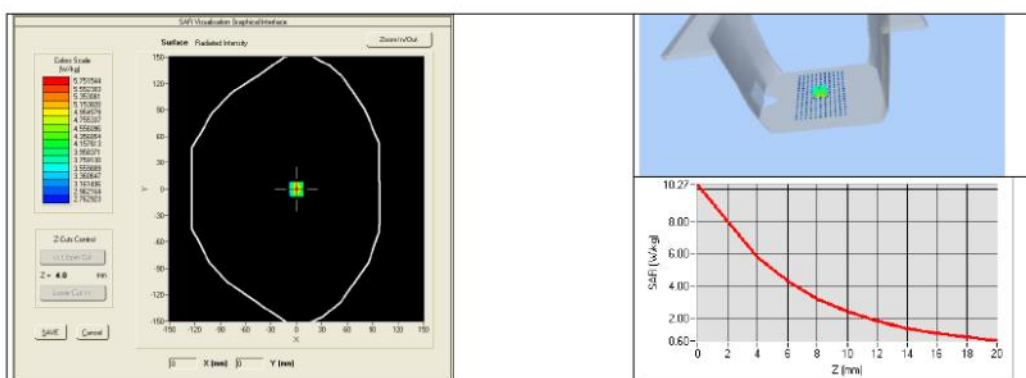 SAR Visualisation Graphical Interface
Surface Radiated Intensity
Zoom In/Out
Colors Scale
(W/kg)
5.751544
5.552303
5.353061
5.153820
4.954578
4.755337
4.556096
4.356854
4.157613
3.958371
3.759130
3.559889
3.360647
3.161406
2.962164
2.762923
Z-Cuts Control
<< Upper Cut
Z = 4.0 mm
Lower Cut >>
SAVE
Cancel
150
120
90
60
30
Y
0
-30
-60
-90
-120
-150
-150 -120 -90 -60 -30 0 30 60 90 120 150
X
0 X (mm) 0 Y (mm)
10.27
8.00
6.00
4.00
2.00
0.60
SAR (W/kg)
0 2 4 6 8 10 12 14 16 18 20
Z (mm)